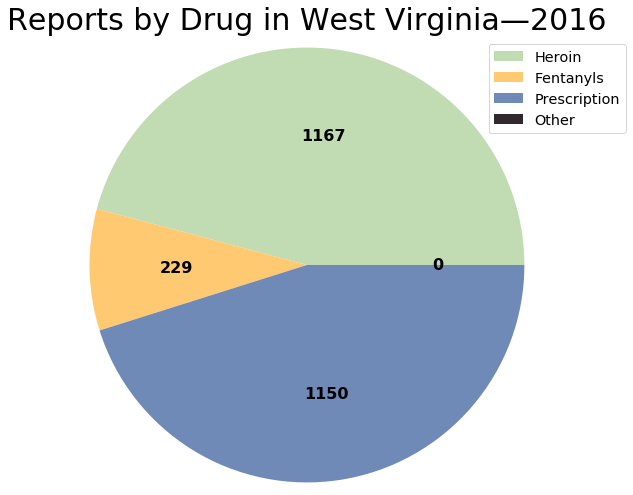 Reports by Drug in West Virginia—2016
Heroin
Fentanyls
Prescription
Other
1167
229
0
1150